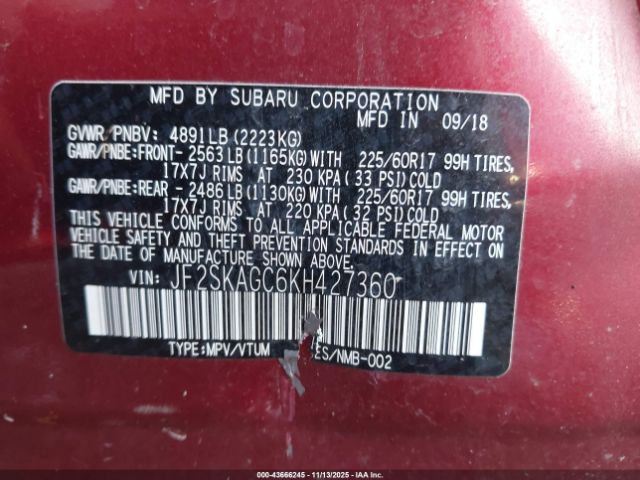 MFD BY SUBARU CORPORATION
MFD IN 09/18
GVWR/PNBV: 4891LB(2223KG)
GAWR/PNBE:FRONT- 2563LB(1165KG)WITH 225/60R17 99H TIRES,
17X7J RIMS AT 230 KPA(33 PSI)COLD
GAWR/PNBE:REAR - 2486LB(1130KG)WITH 225/60R17 99H TIRES,
17X7J RIMS AT 220 KPA(32 PSI)COLD
THIS VEHICLE CONFORMS TO ALL APPLICABLE FEDERAL MOTOR
VEHICLE SAFETY AND THEFT PREVENTION STANDARDS IN EFFECT ON
THE DATE OF MANUFACTURE SHOWN ABOVE.
VIN: JF2SKAGC6KH427360
TYPE:MPV/VTUM ES/NMB-002
000-43666245 - 11/13/2025 - IAA, Inc.